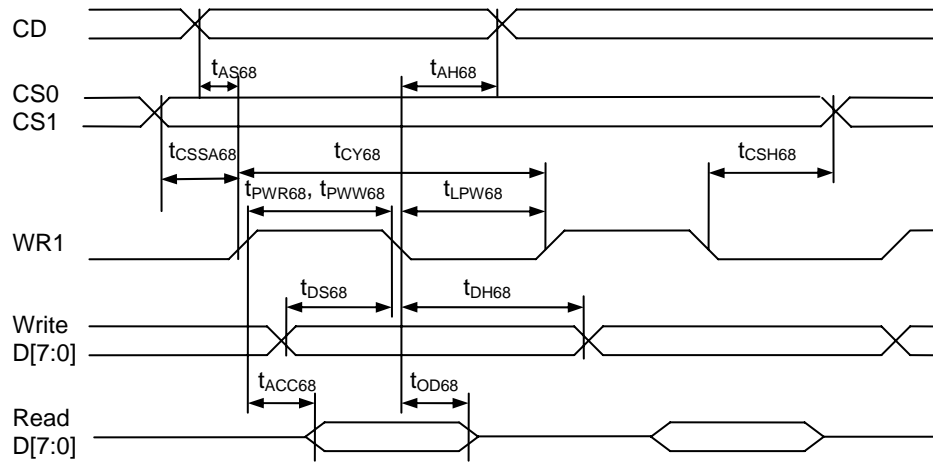 CD
tAS68 tAH68
CS0
CS1
tCSSA68 tCY68 tCSH68
tPWR68, tPWW68 tLPW68
WR1
tDS68 tDH68
Write
D[7:0]
tACC68 tOD68
Read
D[7:0]